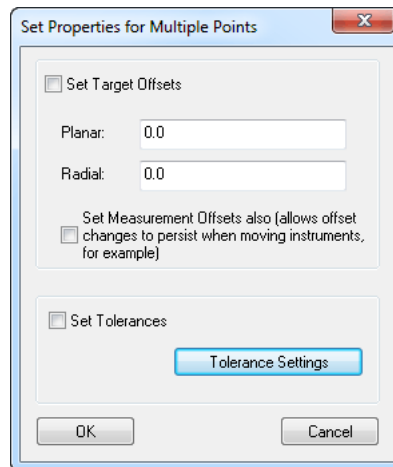 Set Properties for Multiple Points
X
Set Target Offsets
Planar: 0.0
Radial: 0.0
Set Measurement Offsets also (allows offset
changes to persist when moving instruments,
for example)
Set Tolerances
Tolerance Settings
OK Cancel